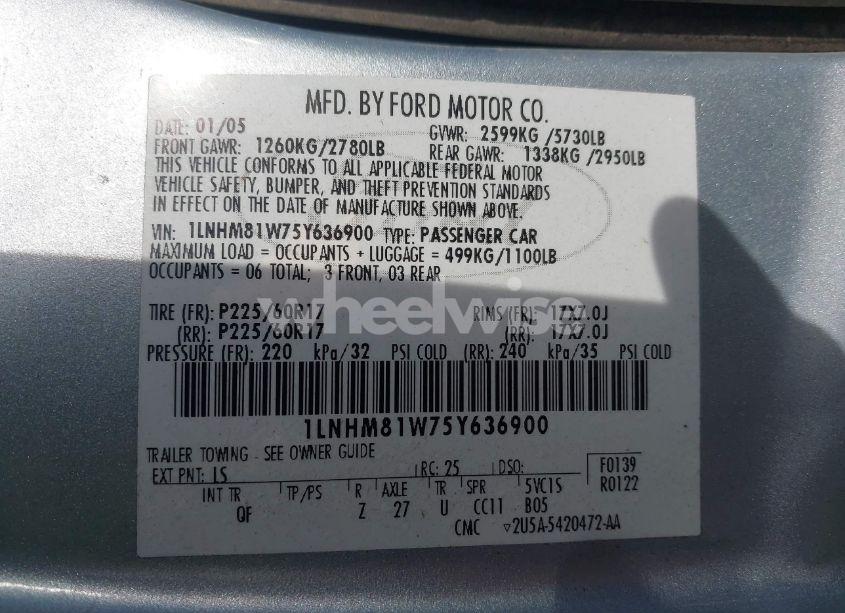 MFD. BY FORD MOTOR CO.
DATE: 01/05 GVWR: 2599KG /5730LB
FRONT GAWR: 1260KG/2780LB REAR GAWR: 1338KG /2950LB
THIS VEHICLE CONFORMS TO ALL APPLICABLE FEDERAL MOTOR
VEHICLE SAFETY, BUMPER, AND THEFT PREVENTION STANDARDS
IN EFFECT ON THE DATE OF MANUFACTURE SHOWN ABOVE.
VIN: 1LNHM81W75Y636900 TYPE: PASSENGER CAR
MAXIMUM LOAD = OCCUPANTS + LUGGAGE = 499KG/1100LB
OCCUPANTS = 06 TOTAL; 3 FRONT, 03 REAR
wheelwise
TIRE (FR): P225/60R17 RIMS (FR): 17X7.0J
(RR): P225/60R17 (RR): 17X7.0J
PRESSURE (FR): 220 kPa/32 PSI COLD (RR): 240 kPa/35 PSI COLD
1LNHM81W75Y636900
TRAILER TOWING - SEE OWNER GUIDE
EXT PNT: LS RC: 25 DSO: F0139
R0122
INT TR TP/PS R AXLE TR SPR 5VC1S
QF Z 27 U CC11 B05
CMC ▽2U5A-5420472-AA